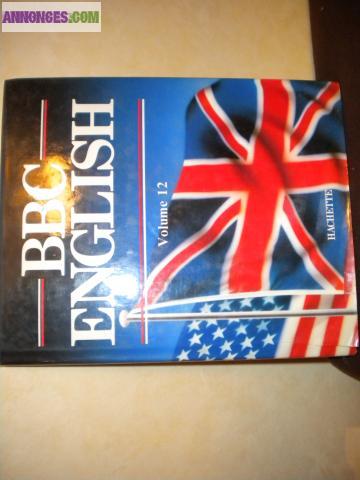 ANNONCES.COM
BBC
ENGLISH
Volume 12
HACHETTE